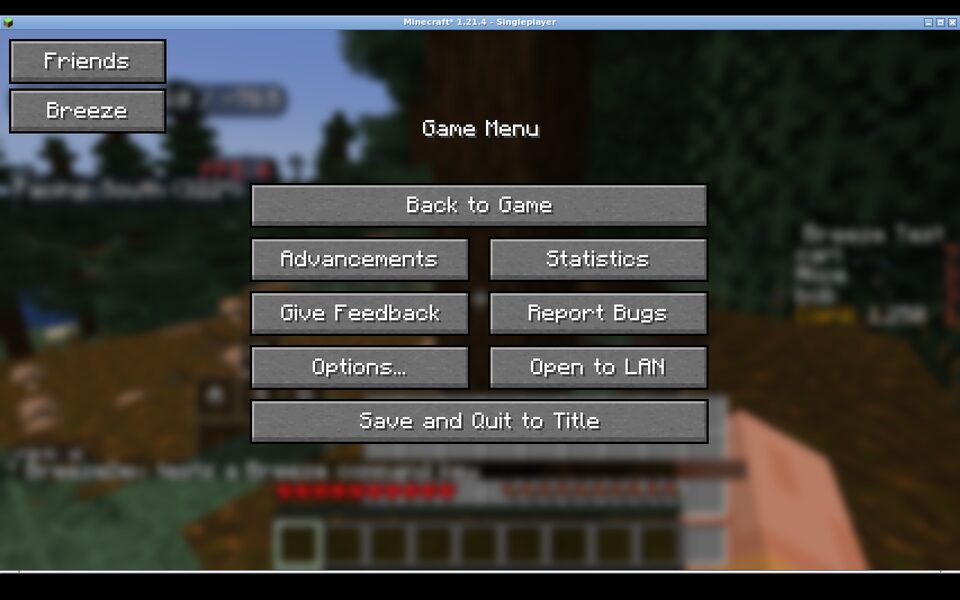 Minecraft* 1.21.4 - Singleplayer
Friends
Breeze
Game Menu
Back to Game
Advancements
Statistics
Give Feedback
Report Bugs
Options...
Open to LAN
Save and Quit to Title